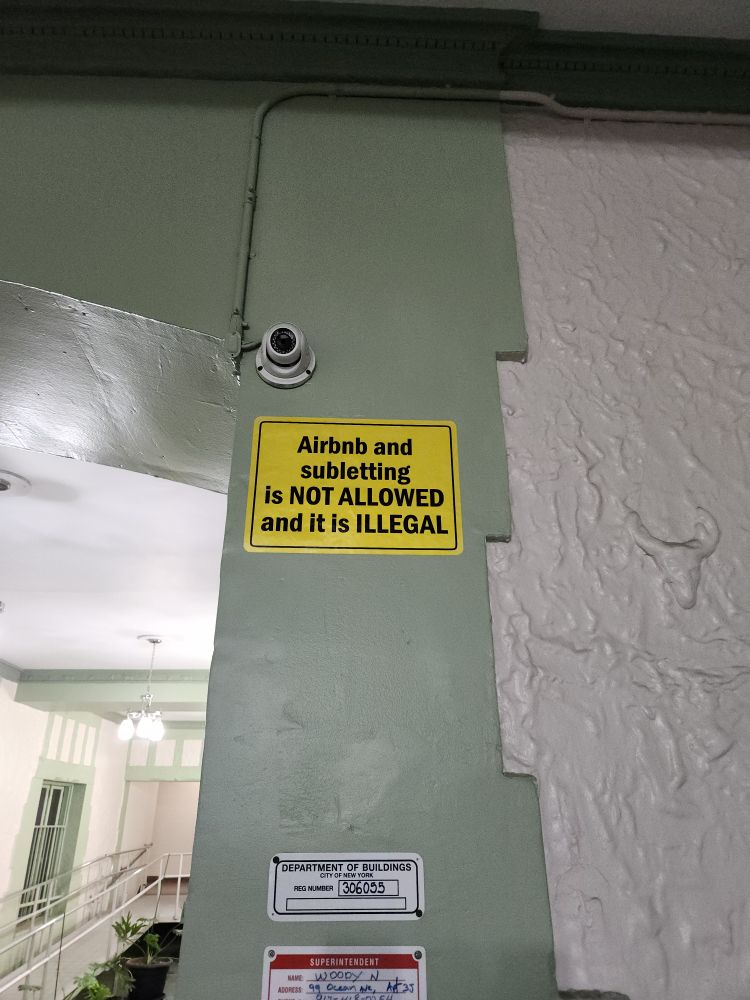 Airbnb and
subletting
is NOT ALLOWED
and it is ILLEGAL
DEPARTMENT OF BUILDINGS
CITY OF NEW YORK
REG NUMBER 306055
SUPERINTENDENT
NAME: WOODY N
ADDRESS: 99 Ocean Ave, Apt 3J